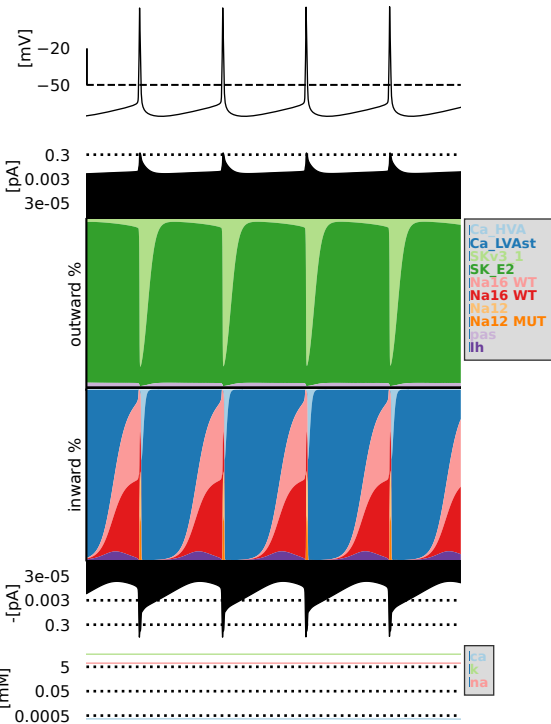 [mV]
−20
−50
[pA]
0.3
0.003
3e-05
outward %
Ca_HVA
Ca_LVAst
SKv3_1
SK_E2
Na16 WT
Na16 WT
Na12
Na12 MUT
pas
Ih
inward %
-[pA]
3e-05
0.003
0.3
[mM]
5
0.05
0.0005
ca
k
na